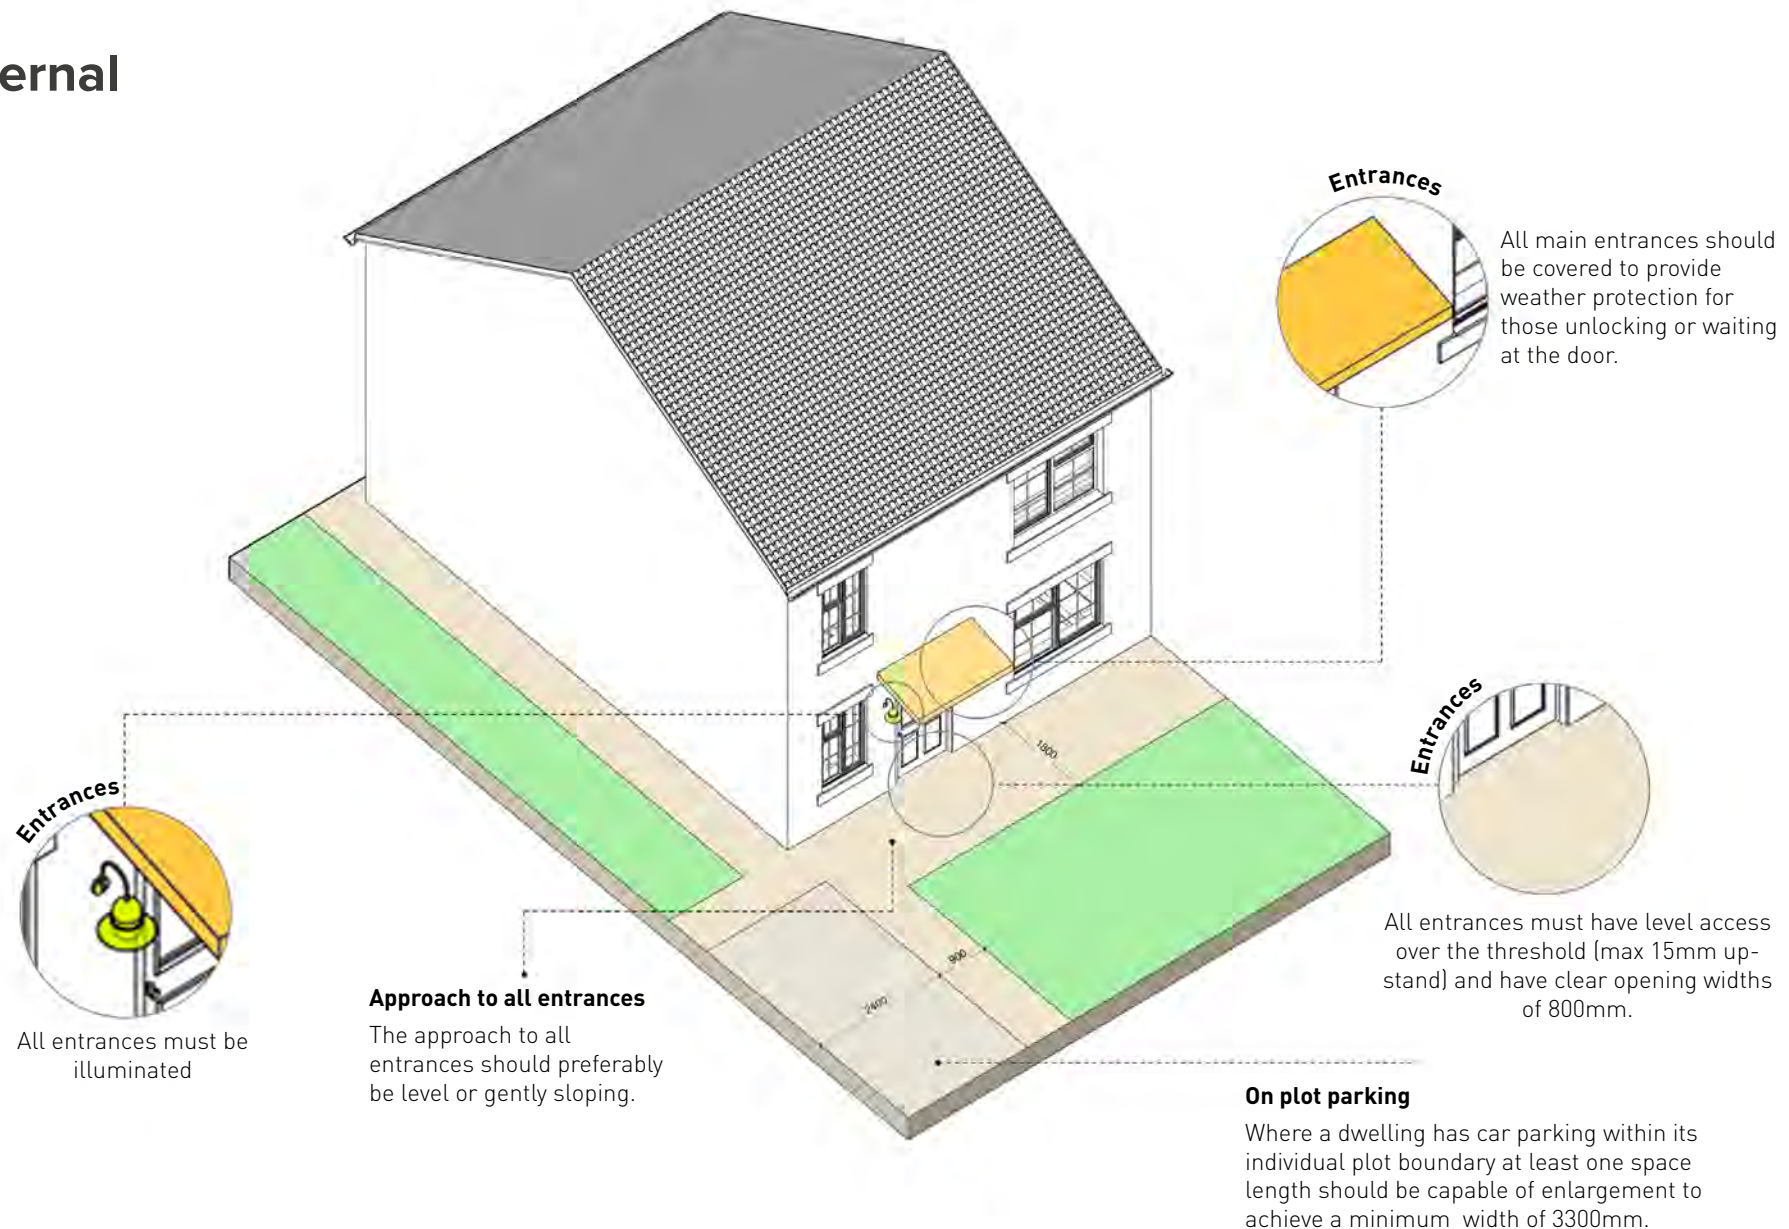 ernal
Entrances
All main entrances should
be covered to provide
weather protection for
those unlocking or waiting
at the door.
Entrances
1800
Entrances
900
2400
All entrances must have level access
over the threshold (max 15mm up-
stand) and have clear opening widths
of 800mm.
All entrances must be
illuminated
Approach to all entrances
The approach to all
entrances should preferably
be level or gently sloping.
On plot parking
Where a dwelling has car parking within its
individual plot boundary at least one space
length should be capable of enlargement to
achieve a minimum  width of 3300mm.